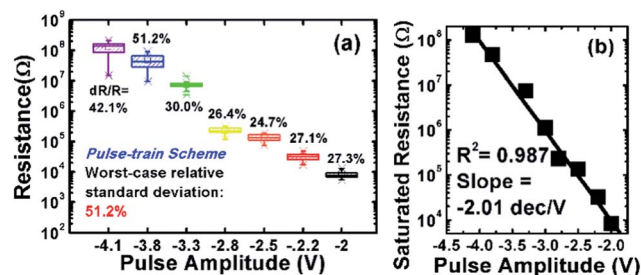 (a)
51.2%
dR/R=
42.1%
30.0%
26.4%
24.7%
27.1%
27.3%
Pulse-train Scheme
Worst-case relative
standard deviation:
51.2%
Resistance(Ω)
10⁹
10⁸
10⁷
10⁶
10⁵
10⁴
10³
-4.1 -3.8 -3.3 -2.8 -2.5 -2.2 -2
Pulse Amplitude (V)
(b)
R²= 0.987
Slope =
-2.01 dec/V
Saturated Resistance (Ω)
10⁸
10⁷
10⁶
10⁵
10⁴
-4.5 -4.0 -3.5 -3.0 -2.5 -2.0
Pulse Amplitude (V)